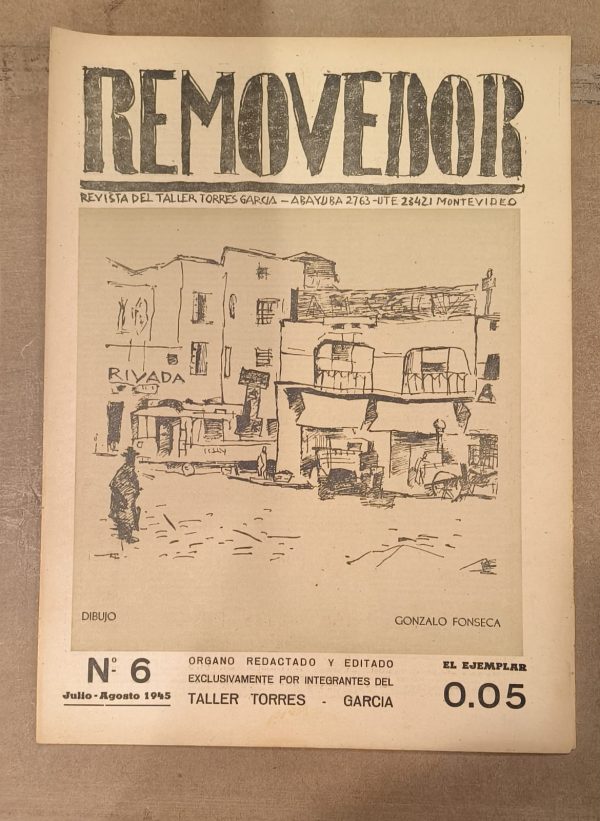 REMOVEDOR
REVISTA DEL TALLER TORRES GARCIA — ABAYUBA 2763 - UTE 23421 MONTEVIDEO
RIVADA
DIBUJO
GONZALO FONSECA
Nº 6
Julio - Agosto 1945
ORGANO REDACTADO Y EDITADO
EXCLUSIVAMENTE POR INTEGRANTES DEL
TALLER TORRES - GARCIA
EL EJEMPLAR
0.05